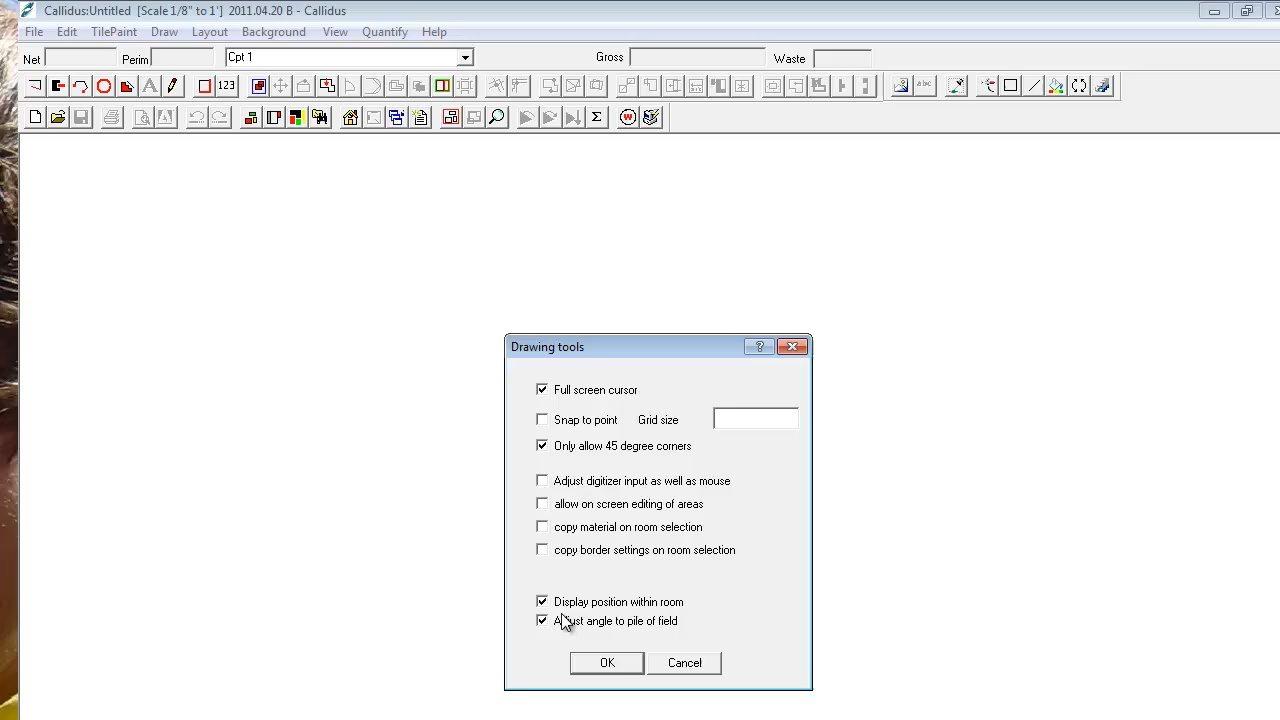 Callidus:Untitled [Scale 1/8" to 1'] 2011.04.20 B - Callidus
File Edit TilePaint Draw Layout Background View Quantify Help
Net Perim Cpt 1 Gross Waste
A 123 abc
A Σ W
Drawing tools ?
Full screen cursor
Snap to point Grid size
Only allow 45 degree corners
Adjust digitizer input as well as mouse
allow on screen editing of areas
copy material on room selection
copy border settings on room selection
Display position within room
Adjust angle to pile of field
OK Cancel